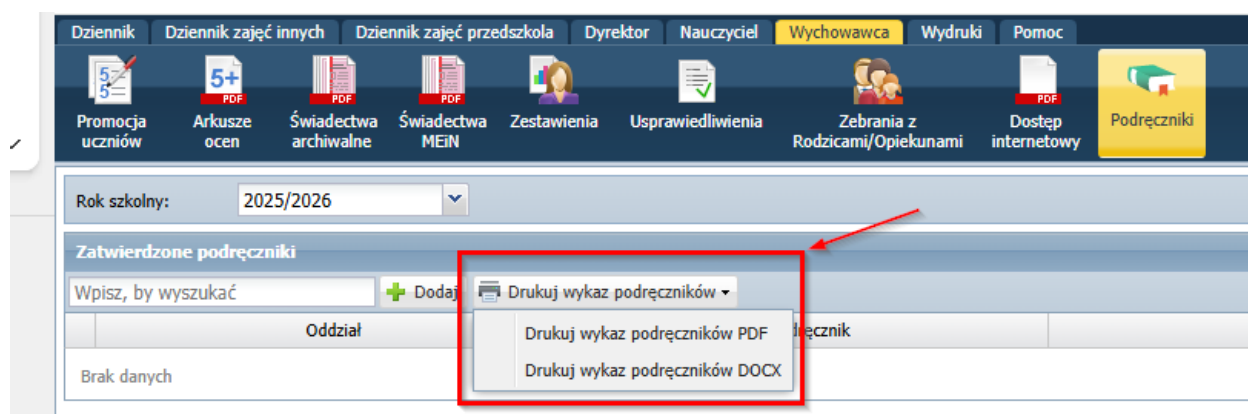 Dziennik Dziennik zajęć innych Dziennik zajęć przedszkola Dyrektor Nauczyciel Wychowawca Wydruki Pomoc
5 5 5+ PDF PDF PDF PDF
Promocja uczniów
Arkusze ocen
Świadectwa archiwalne
Świadectwa MEiN
Zestawienia
Usprawiedliwienia
Zebrania z Rodzicami/Opiekunami
Dostęp internetowy
Podręczniki
Rok szkolny: 2025/2026
Zatwierdzone podręczniki
Wpisz, by wyszukać Dodaj Drukuj wykaz podręczników
Oddział
Drukuj wykaz podręczników PDF
Drukuj wykaz podręczników DOCX
Brak danych